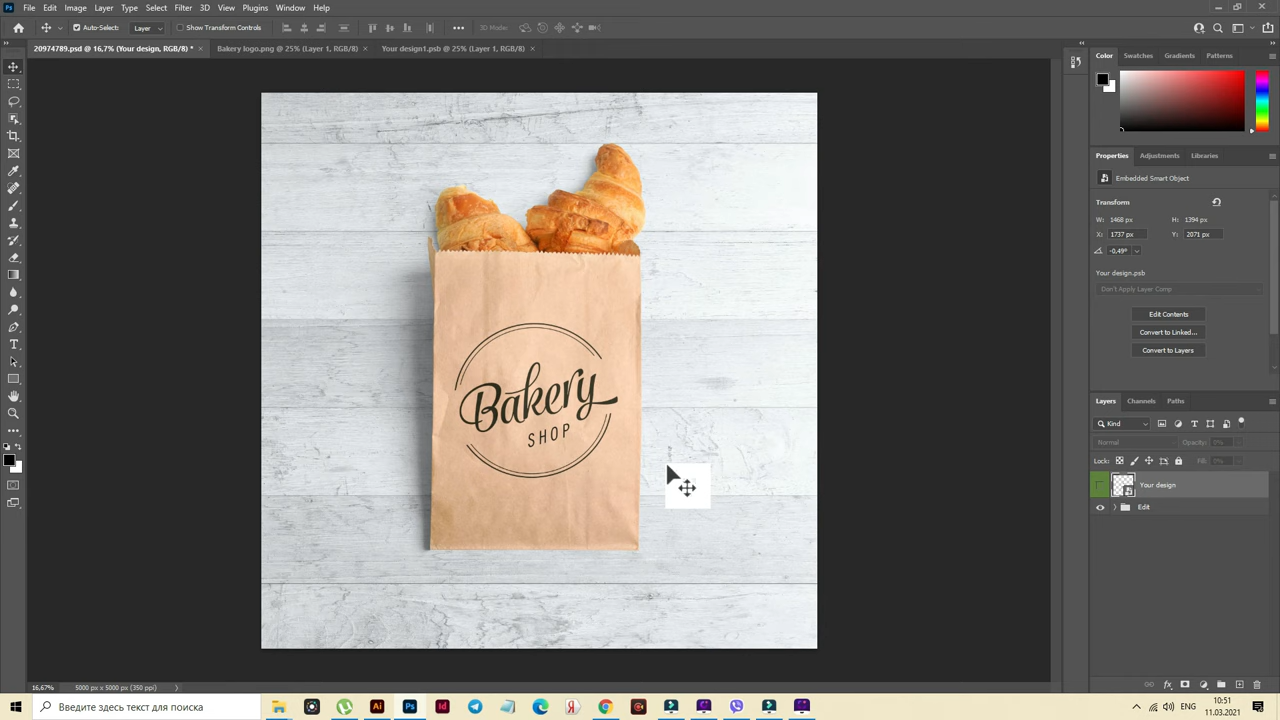 File Edit Image Layer Type Select Filter 3D View Plugins Window Help
Auto-Select: Layer Show Transform Controls 3D Mode:
20974789.psd @ 16,7% (Your design, RGB/8) * Bakery logo.png @ 25% (Layer 1, RGB/8) Your design1.psb @ 25% (Layer 1, RGB/8)
Color Swatches Gradients Patterns
Properties Adjustments Libraries
Embedded Smart Object
Transform
W: 1468 px H: 1394 px
X: 1737 px Y: 2071 px
-0,49°
Your design.psb
Don't Apply Layer Comp
Edit Contents
Convert to Linked...
Convert to Layers
Bakery
SHOP
Layers Channels Paths
Kind
Normal Opacity: 0%
Lock: Fill: 0%
Your design
Edit
16,67% 5000 px x 5000 px (350 ppi)
Введите здесь текст для поиска
ENG
10:51
11.03.2021